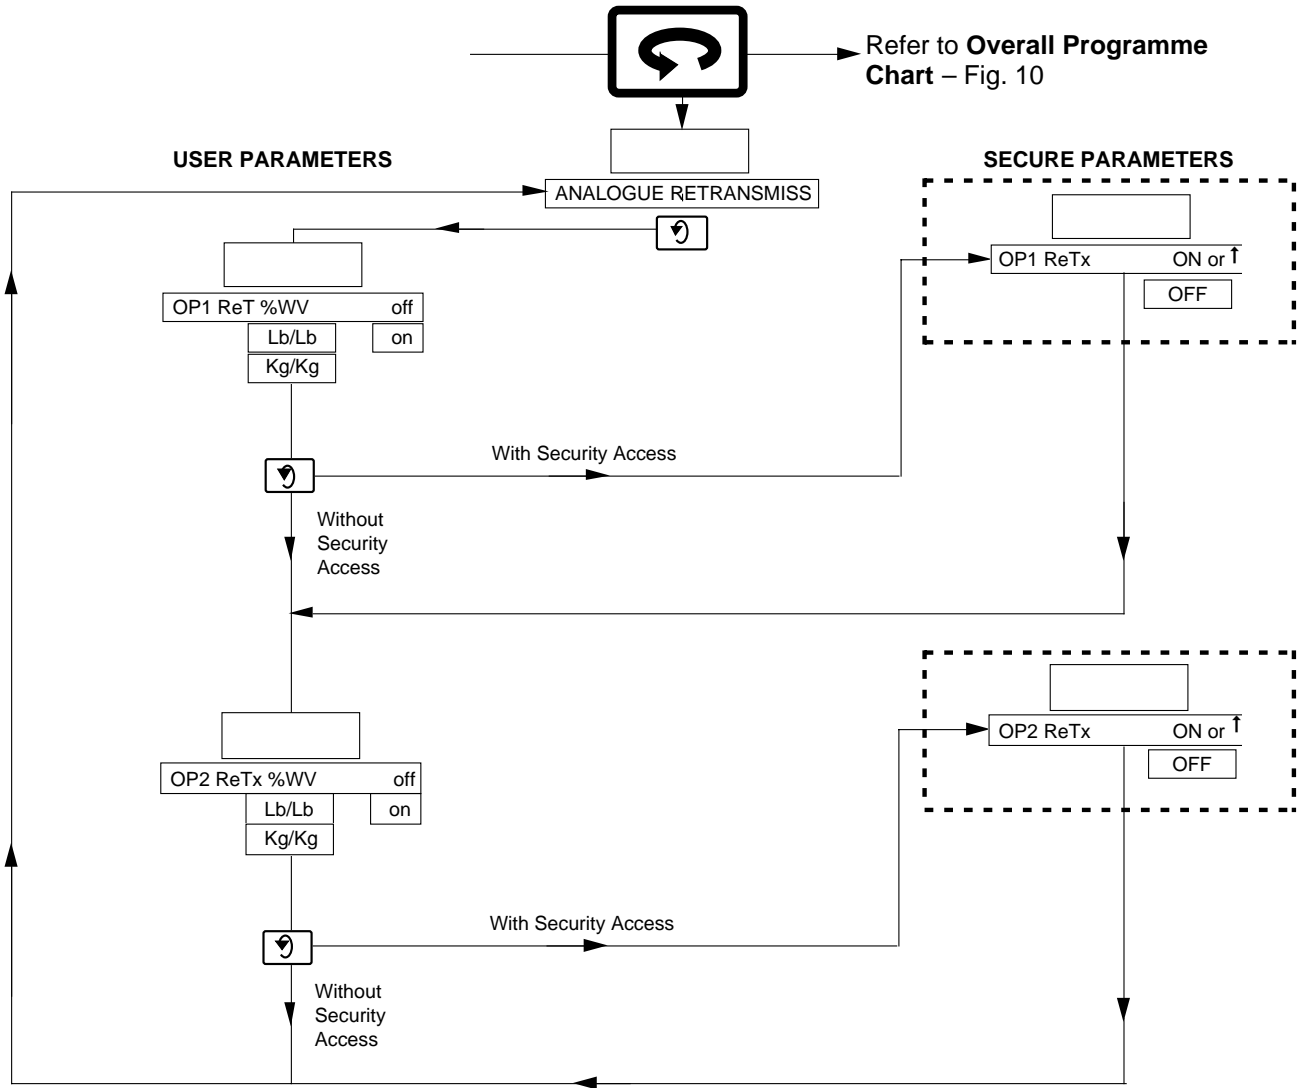 Refer to Overall Programme
Chart – Fig. 10
USER PARAMETERS
SECURE PARAMETERS
ANALOGUE RETRANSMISS
OP1 ReT %WV off
Lb/Lb on
Kg/Kg
OP1 ReTx ON or ↑
OFF
With Security Access
Without
Security
Access
OP2 ReTx %WV off
Lb/Lb on
Kg/Kg
OP2 ReTx ON or ↑
OFF
With Security Access
Without
Security
Access